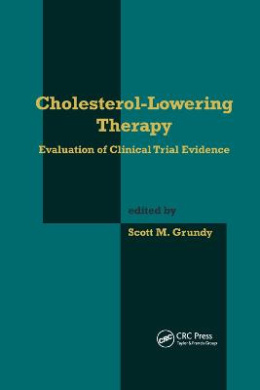 Cholesterol-Lowering
Therapy
Evaluation of Clinical Trial Evidence
edited by
Scott M. Grundy
CRC Press
Taylor & Francis Group